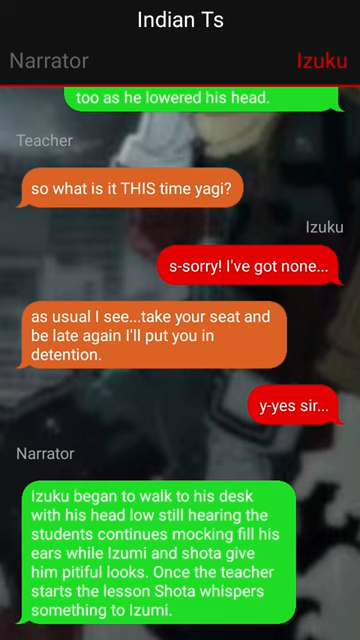 Indian Ts
Narrator
Izuku
too as he lowered his head.
Teacher
so what is it THIS time yagi?
Izuku
s-sorry! I've got none...
as usual I see...take your seat and
be late again I'll put you in
detention.
y-yes sir...
Narrator
Izuku began to walk to his desk
with his head low still hearing the
students continues mocking fill his
ears while Izumi and shota give
him pitiful looks. Once the teacher
starts the lesson Shota whispers
something to Izumi.